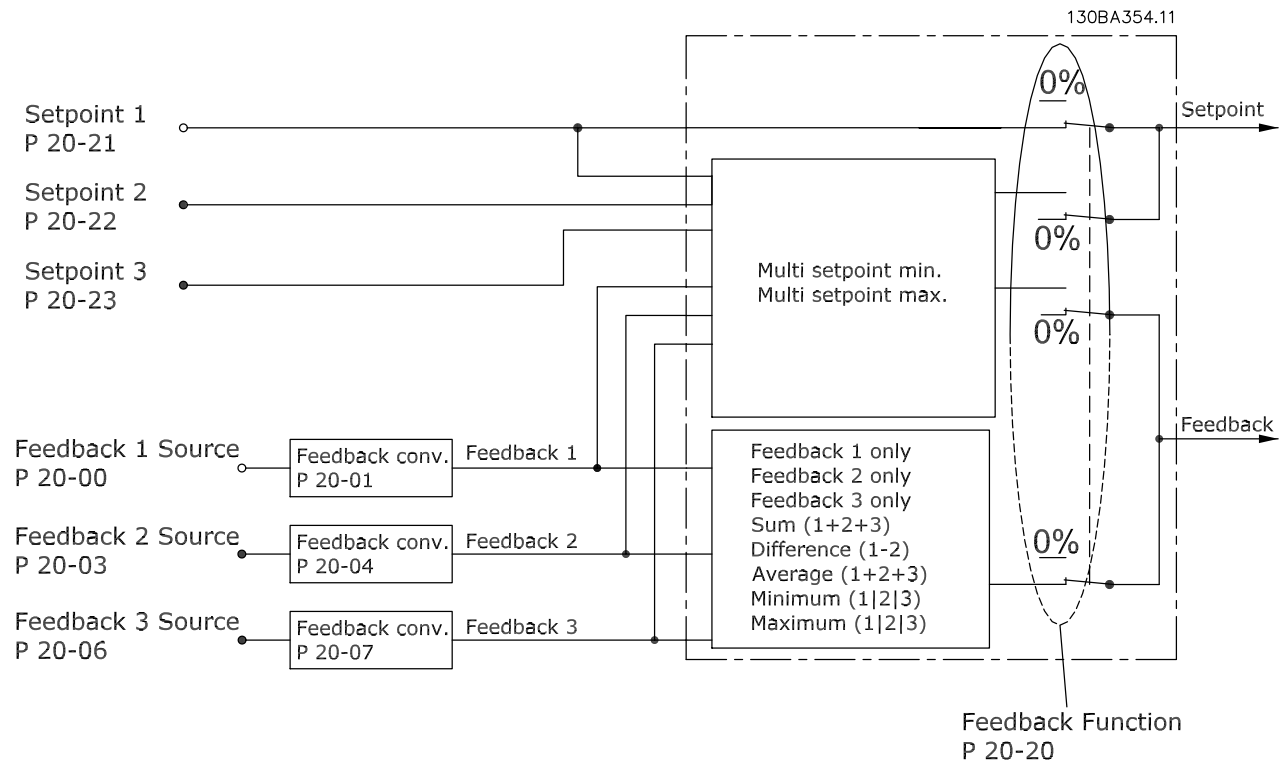 130BA354.11
0%
Setpoint 1
P 20-21
Setpoint
Setpoint 2
P 20-22
0%
Setpoint 3
P 20-23
Multi setpoint min.
Multi setpoint max.
0%
Feedback
Feedback 1 Source
P 20-00
Feedback conv.
P 20-01
Feedback 1
Feedback 2 Source
P 20-03
Feedback conv.
P 20-04
Feedback 2
Feedback 3 Source
P 20-06
Feedback conv.
P 20-07
Feedback 3
Feedback 1 only
Feedback 2 only
Feedback 3 only
Sum (1+2+3)
Difference (1-2)
Average (1+2+3)
Minimum (1|2|3)
Maximum (1|2|3)
0%
Feedback Function
P 20-20